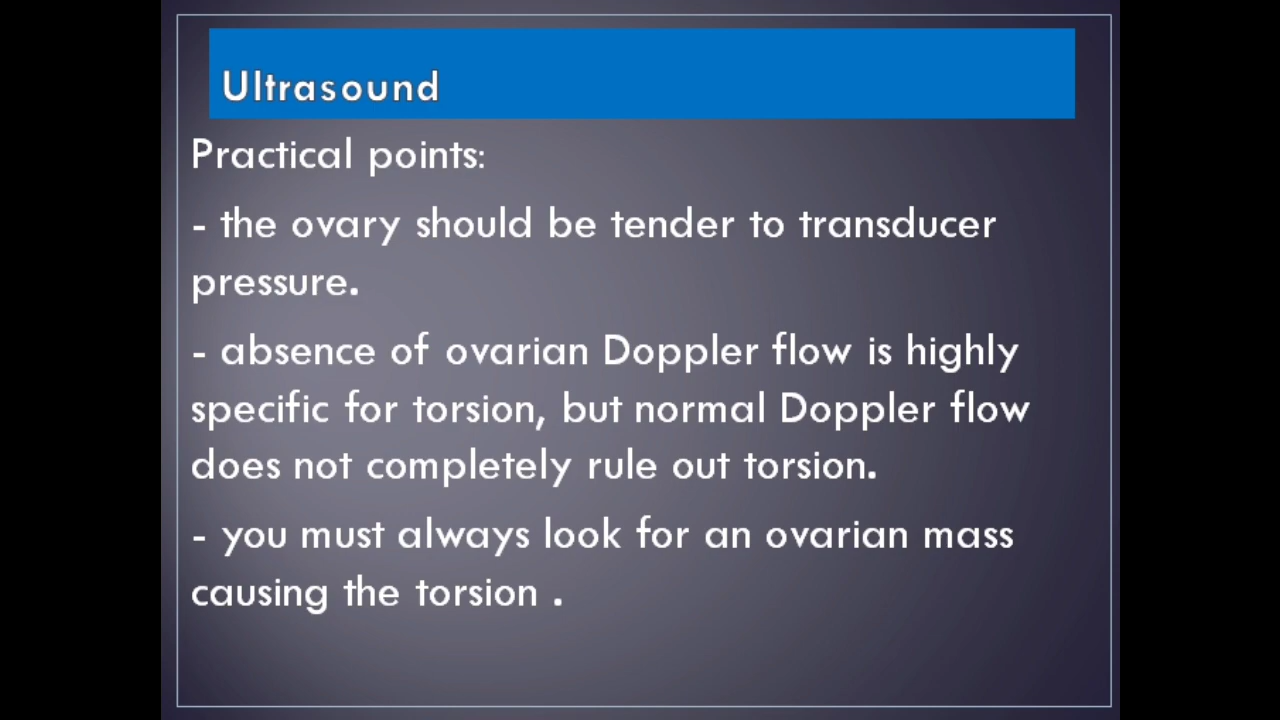 Ultrasound
Practical points:
- the ovary should be tender to transducer
pressure.
- absence of ovarian Doppler flow is highly
specific for torsion, but normal Doppler flow
does not completely rule out torsion.
- you must always look for an ovarian mass
causing the torsion .